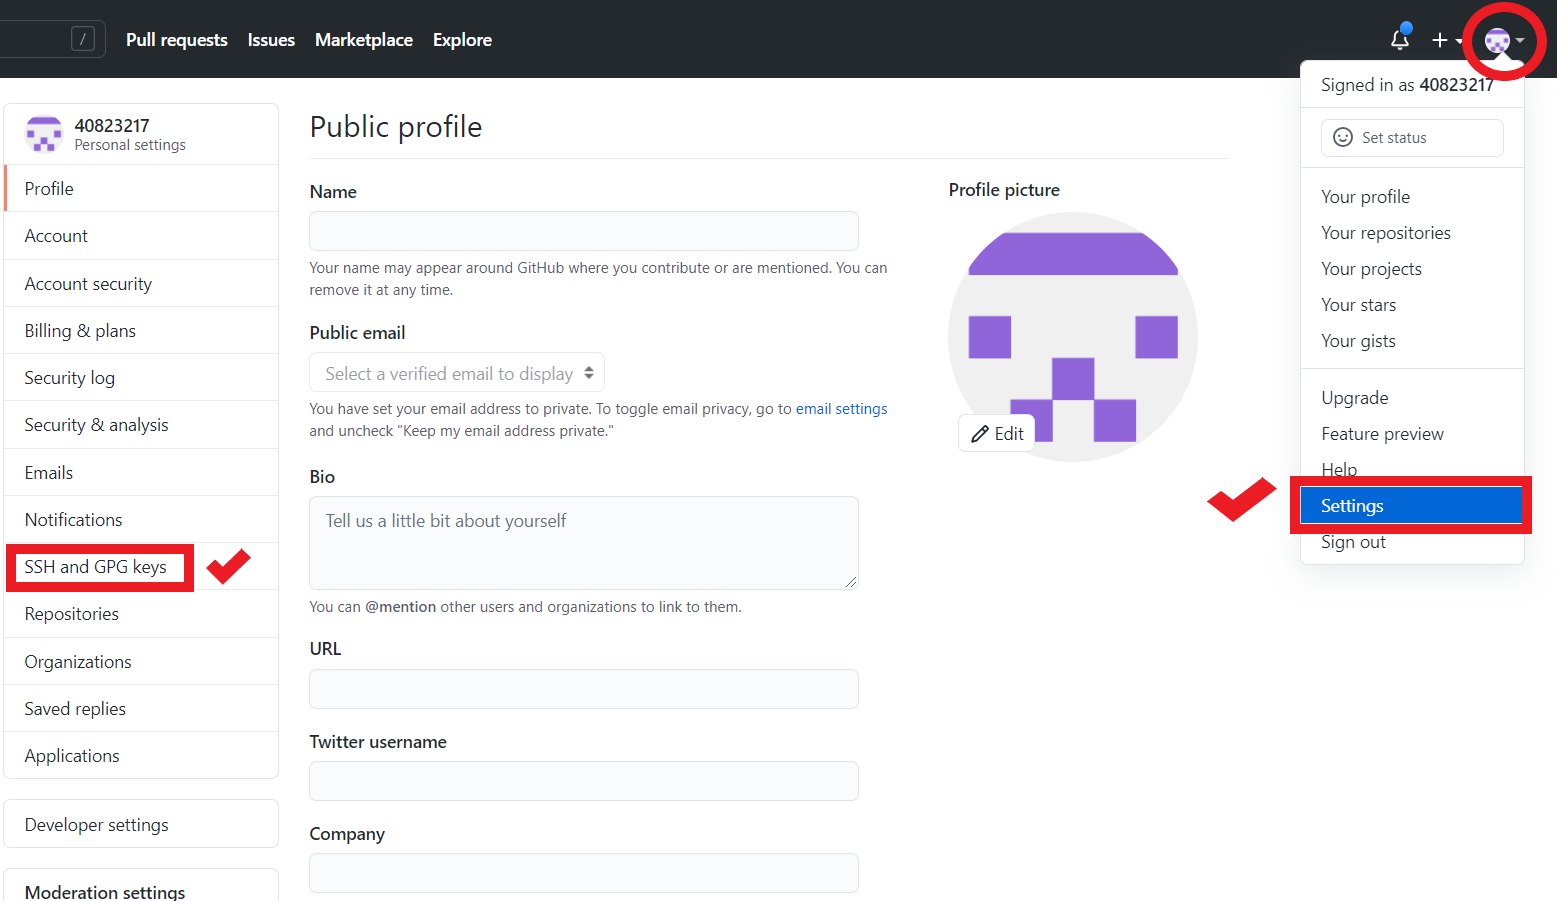 /
Pull requests
Issues
Marketplace
Explore
Signed in as 40823217
Set status
Your profile
Your repositories
Your projects
Your stars
Your gists
Upgrade
Feature preview
Help
Settings
Sign out
40823217
Personal settings
Profile
Account
Account security
Billing & plans
Security log
Security & analysis
Emails
Notifications
SSH and GPG keys
Repositories
Organizations
Saved replies
Applications
Developer settings
Moderation settings
Public profile
Name
Your name may appear around GitHub where you contribute or are mentioned. You can
remove it at any time.
Public email
Select a verified email to display
You have set your email address to private. To toggle email privacy, go to email settings
and uncheck "Keep my email address private."
Bio
Tell us a little bit about yourself
You can @mention other users and organizations to link to them.
URL
Twitter username
Company
Profile picture
Edit